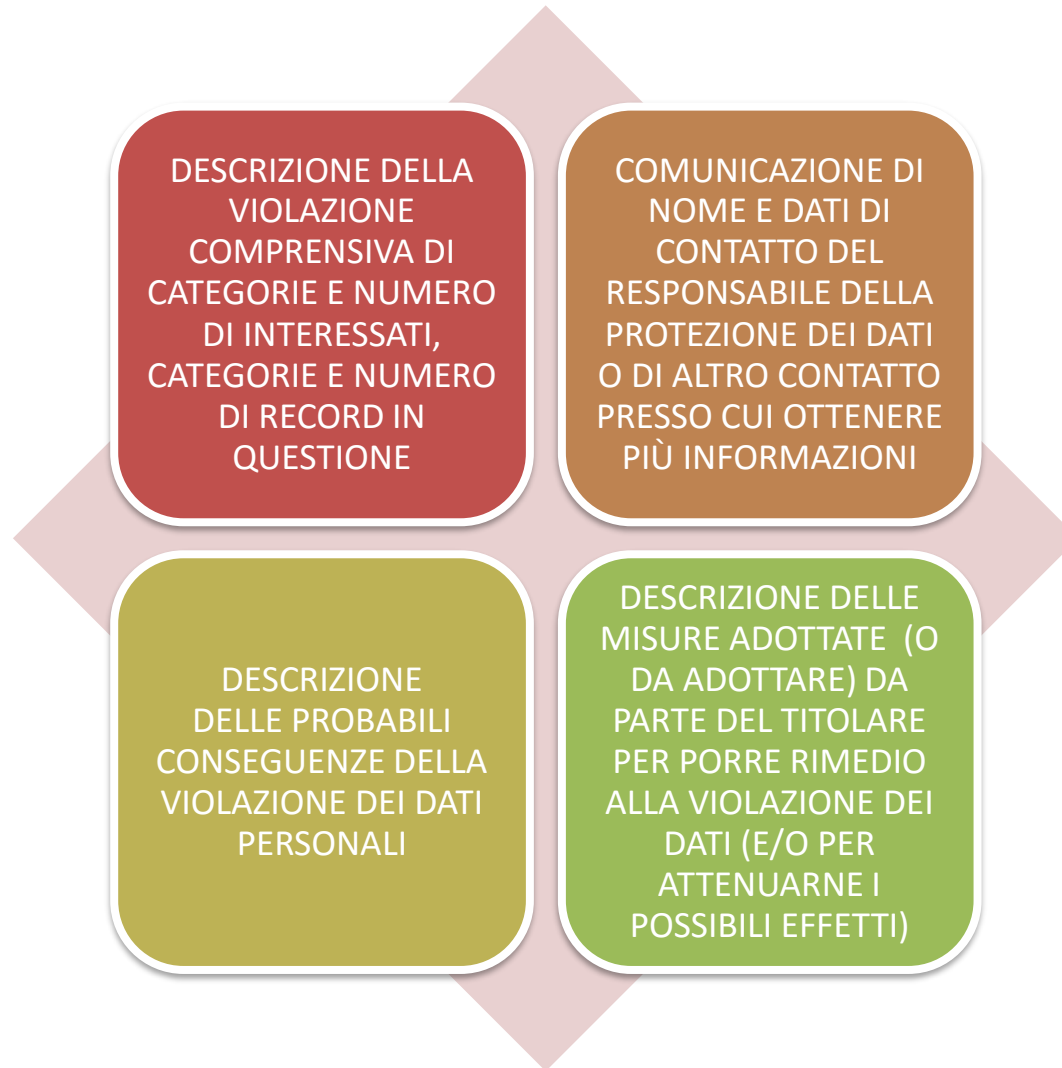 DESCRIZIONE DELLA
VIOLAZIONE
COMPRENSIVA DI
CATEGORIE E NUMERO
DI INTERESSATI,
CATEGORIE E NUMERO
DI RECORD IN
QUESTIONE
COMUNICAZIONE DI
NOME E DATI DI
CONTATTO DEL
RESPONSABILE DELLA
PROTEZIONE DEI DATI
O DI ALTRO CONTATTO
PRESSO CUI OTTENERE
PIÙ INFORMAZIONI
DESCRIZIONE
DELLE PROBABILI
CONSEGUENZE DELLA
VIOLAZIONE DEI DATI
PERSONALI
DESCRIZIONE DELLE
MISURE ADOTTATE (O
DA ADOTTARE) DA
PARTE DEL TITOLARE
PER PORRE RIMEDIO
ALLA VIOLAZIONE DEI
DATI (E/O PER
ATTENUARNE I
POSSIBILI EFFETTI)